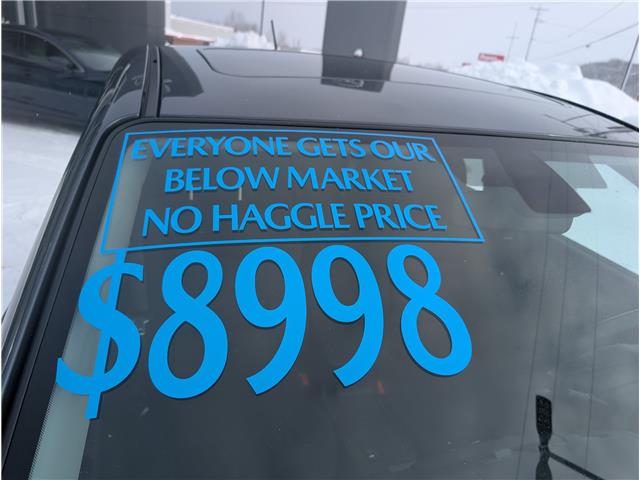 EVERYONE GETS OUR
BELOW MARKET
NO HAGGLE PRICE
$8998